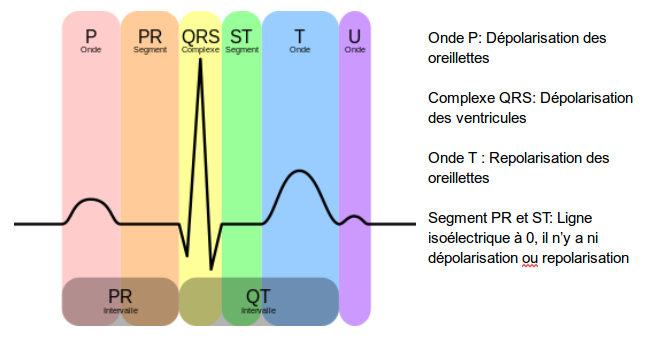 P
Onde
PR
Segment
QRS
Complexe
ST
Segment
T
Onde
U
Onde
PR
Intervalle
QT
Intervalle
Onde P: Dépolarisation des
oreillettes
Complexe QRS: Dépolarisation
des ventricules
Onde T : Repolarisation des
oreillettes
Segment PR et ST: Ligne
isoélectrique à 0, il n’y a ni
dépolarisation ou repolarisation